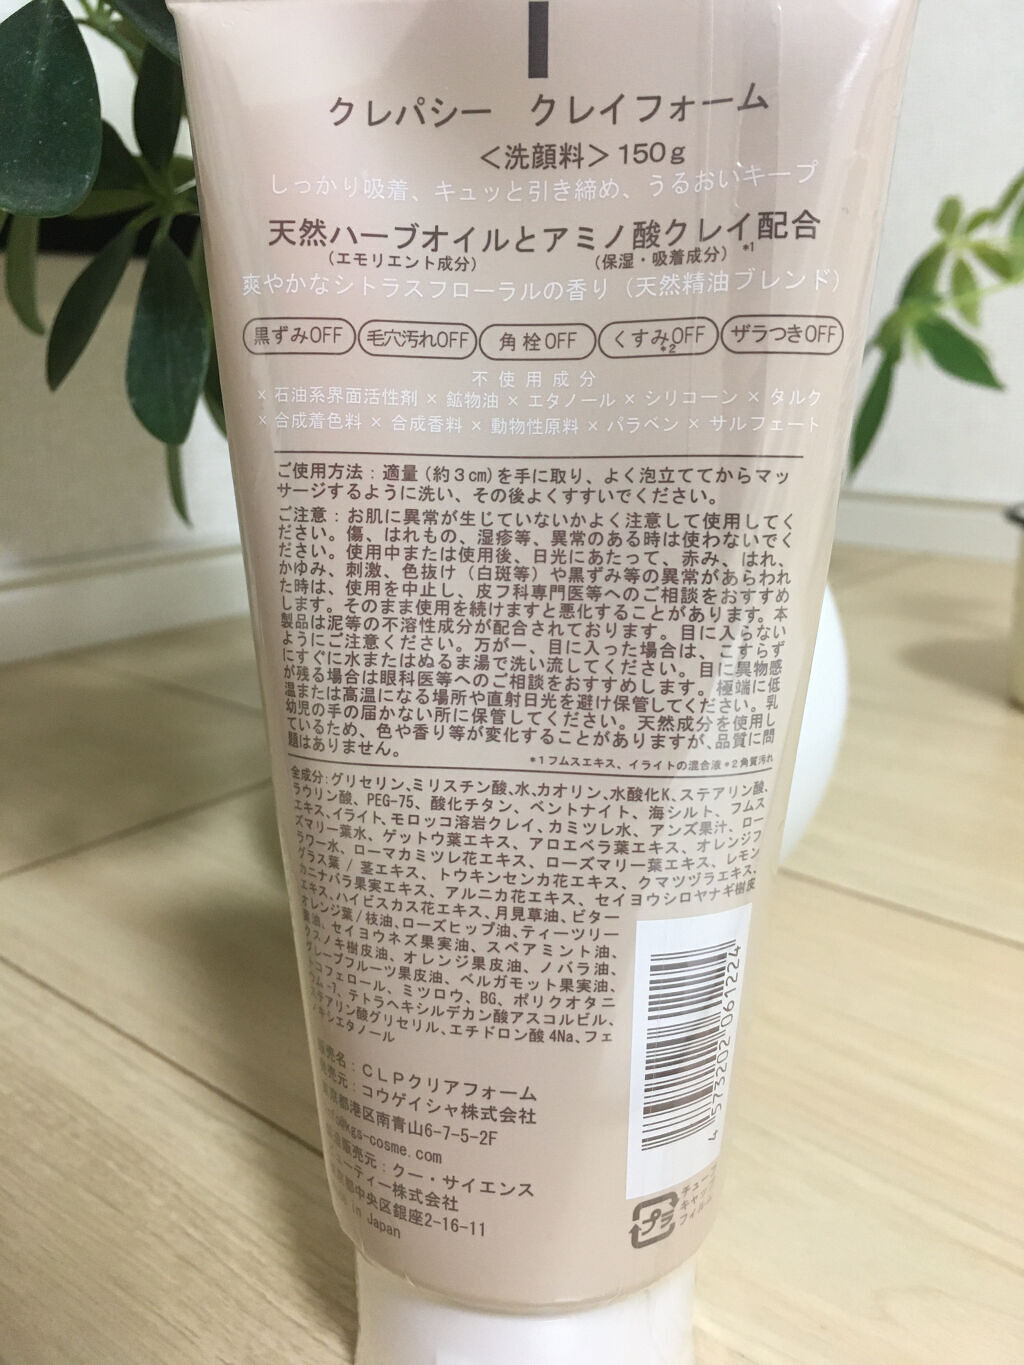 クレパシー クレイフォーム
＜洗顔料＞150g
しっかり吸着、キュッと引き締め、うるおいキープ
天然ハーブオイルとアミノ酸クレイ配合
（エモリエント成分） （保湿・吸着成分） *1
爽やかなシトラスフローラルの香り（天然精油ブレンド）
黒ずみOFF 毛穴汚れOFF 角栓OFF くすみOFF ザラつきOFF
*2
不使用成分
× 石油系界面活性剤 × 鉱物油 × エタノール × シリコーン × タルク
× 合成着色料 × 合成香料 × 動物性原料 × パラベン × サルフェート
ご使用方法：適量(約3cm)を手に取り、よく泡立ててからマッ
サージするように洗い、その後よくすすいでください。
ご注意：お肌に異常が生じていないかよく注意して使用してく
ださい。傷、はれもの、湿疹等、異常のある時は使わないでく
ださい。使用中または使用後、日光にあたって、赤み、はれ、
かゆみ、刺激、色抜け（白斑等）や黒ずみ等の異常があらわれ
た時は、使用を中止し、皮フ科専門医等へのご相談をおすすめ
します。そのまま使用を続けますと悪化することがあります。本
製品は泥等の不溶性成分が配合されております。目に入らない
ようにご注意ください。万が一、目に入った場合は、こすらず
にすぐに水またはぬるま湯で洗い流してください。目に異物感
が残る場合は眼科医等へのご相談をおすすめします。極端に低
温または高温になる場所や直射日光を避け保管してください。乳
幼児の手の届かない所に保管してください。天然成分を使用し
ているため、色や香り等が変化することがありますが、品質に問
題はありません。
*1フムスエキス、イライトの混合液 *2角質汚れ
全成分：グリセリン、ミリスチン酸、水、カオリン、水酸化K、ステアリン酸、
ラウリン酸、PEG-75、酸化チタン、ベントナイト、海シルト、フムス
エキス、イライト、モロッコ溶岩クレイ、カミツレ水、アンズ果汁、ロー
ズマリー葉水、ゲットウ葉エキス、アロエベラ葉エキス、オレンジフ
ラワー水、ローマカミツレ花エキス、ローズマリー葉エキス、レモン
グラス葉/茎エキス、トウキンセンカ花エキス、クマツヅラエキス、
カニナバラ果実エキス、アルニカ花エキス、セイヨウシロヤナギ樹皮
エキス、ハイビスカス花エキス、月見草油、ビター
オレンジ葉/枝油、ローズヒップ油、ティーツリー
葉油、セイヨウネズ果実油、スペアミント油、
クスノキ樹皮油、オレンジ果皮油、ノバラ油、
グレープフルーツ果皮油、ベルガモット果実油、
トコフェロール、ミツロウ、BG、ポリクオタニ
ウム-7、テトラヘキシルデカン酸アスコルビル、
ステアリン酸グリセリル、エチドロン酸4Na、フェ
ノキシエタノール
販売名：CLPクリアフォーム
発売元：コウゲイシャ株式会社
東京都港区南青山6-7-5-2F
info@kgs-cosme.com
販売元：クー・サイエンス
ビューティー株式会社
東京都中央区銀座2-16-11
in Japan
4 573202 061224
プラ
チューブ
キャップ
フィルム